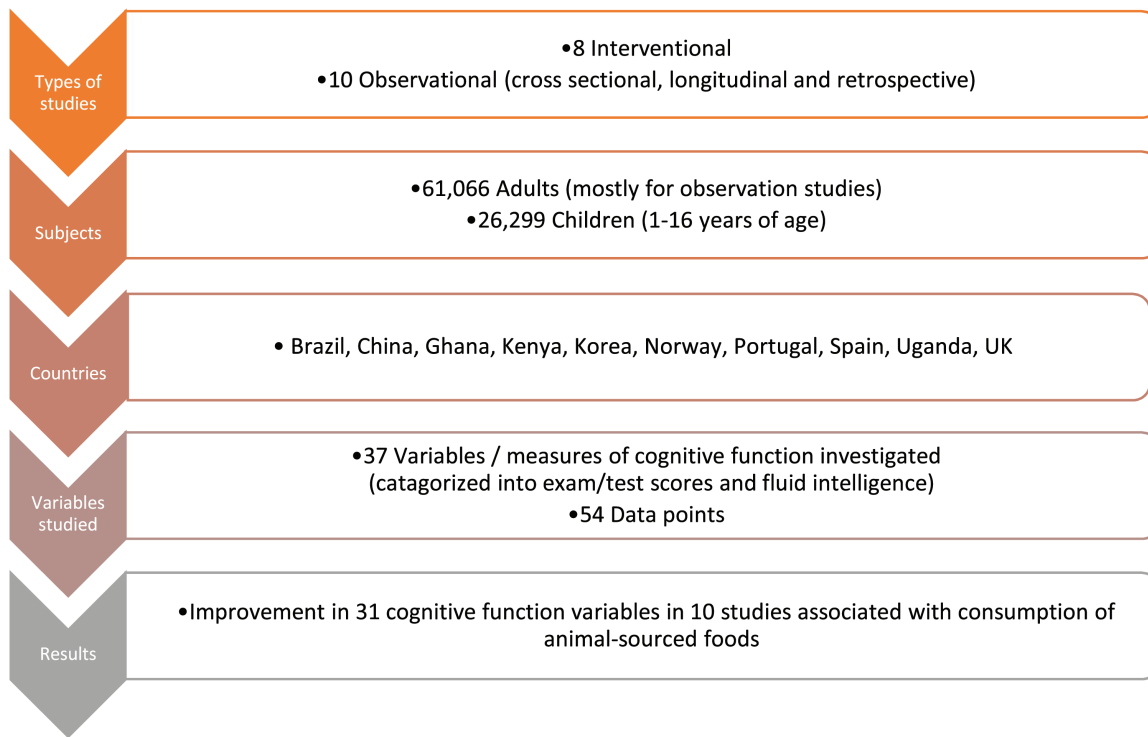 Types of
studies
•8 Interventional
•10 Observational (cross sectional, longitudinal and retrospective)
Subjects
•61,066 Adults (mostly for observation studies)
•26,299 Children (1-16 years of age)
Countries
• Brazil, China, Ghana, Kenya, Korea, Norway, Portugal, Spain, Uganda, UK
Variables
studied
•37 Variables / measures of cognitive function investigated
(catagorized into exam/test scores and fluid intelligence)
•54 Data points
Results
•Improvement in 31 cognitive function variables in 10 studies associated with consumption of
animal-sourced foods